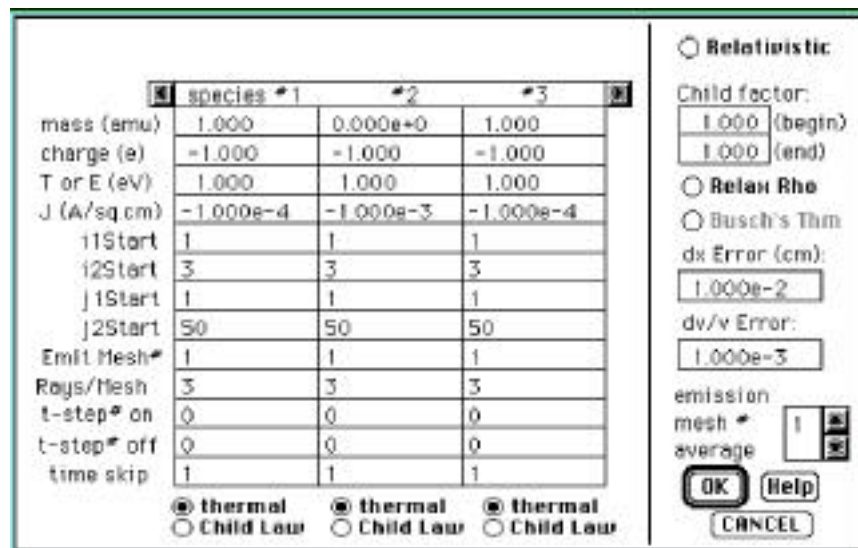 species #1 #2 #3
mass (amu) 1.000 0.000e+0 1.000
charge (e) -1.000 -1.000 -1.000
T or E (eV) 1.000 1.000 1.000
J (A/sq.cm) -1.000e-4 -1.000e-3 -1.000e-4
i1Start 1 1 1
i2Start 3 3 3
j1Start 1 1 1
j2Start 50 50 50
Emit Mesh# 1 1 1
Rays/Mesh 3 3 3
t-step# on 0 0 0
t-step# off 0 0 0
time skip 1 1 1
thermal thermal thermal
Child Law Child Law Child Law
Relativistic
Child factor:
1.000 (begin)
1.000 (end)
Relax Rho
Busch's Thm
dx Error (cm):
1.000e-2
dv/v Error:
1.000e-3
emission
mesh # 1
average
OK Help
CANCEL